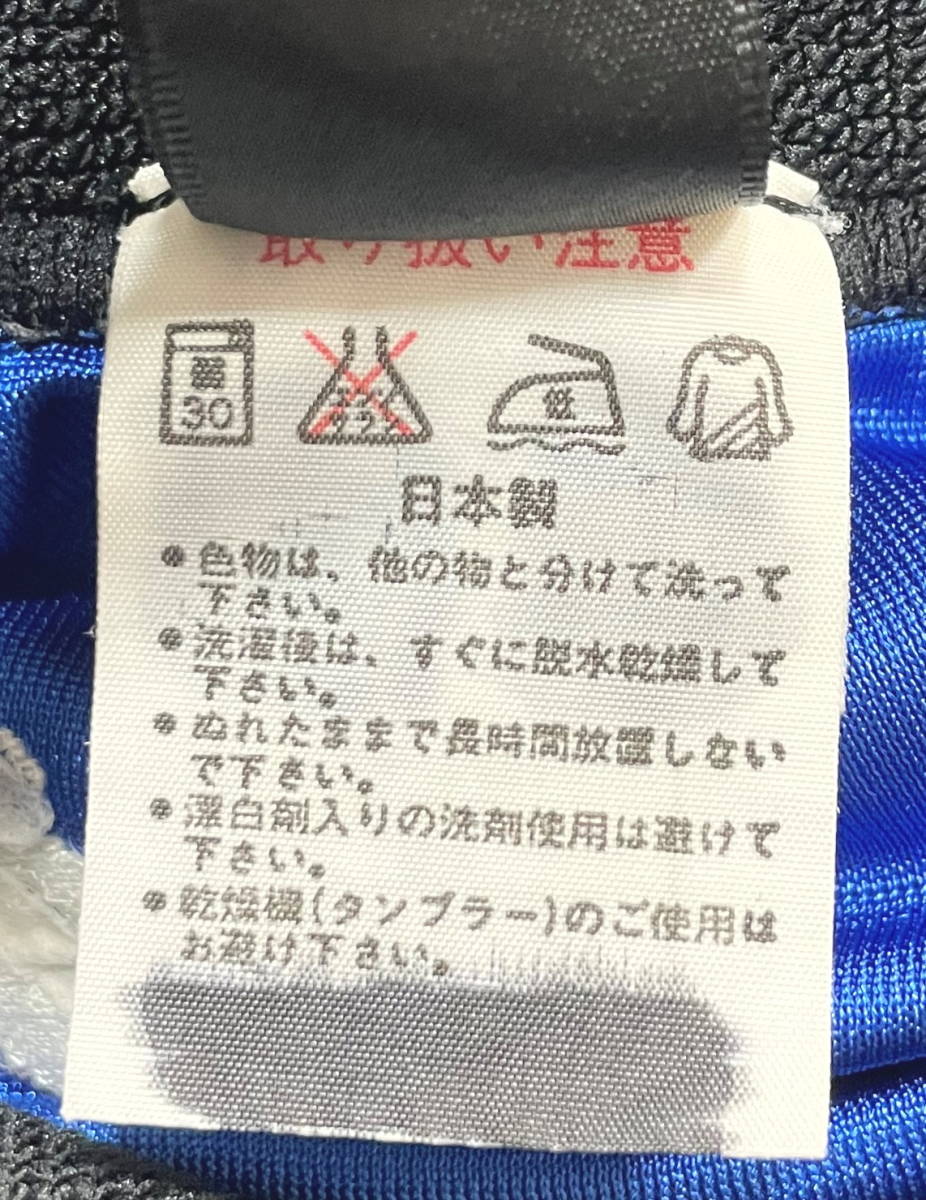 取り扱い注意
30
低
日本製
• 色物は、他の物と分けて洗って
下さい。
• 洗濯後は、すぐに脱水乾燥して
下さい。
• ぬれたままで長時間放置しない
で下さい。
• 漂白剤入りの洗剤使用は避けて
下さい。
• 乾燥機(タンブラー)のご使用は
お避け下さい。